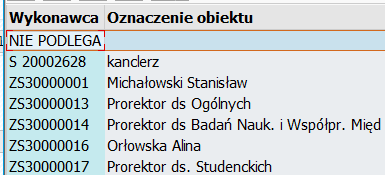 Wykonawca Oznaczenie obiektu
NIE PODLEGA
S 20002628 kanclerz
ZS30000001 Michałowski Stanisław
ZS30000013 Prorektor ds Ogólnych
ZS30000014 Prorektor ds Badań Nauk. i Współpr. Międ
ZS30000016 Orłowska Alina
ZS30000017 Prorektor ds. Studenckich